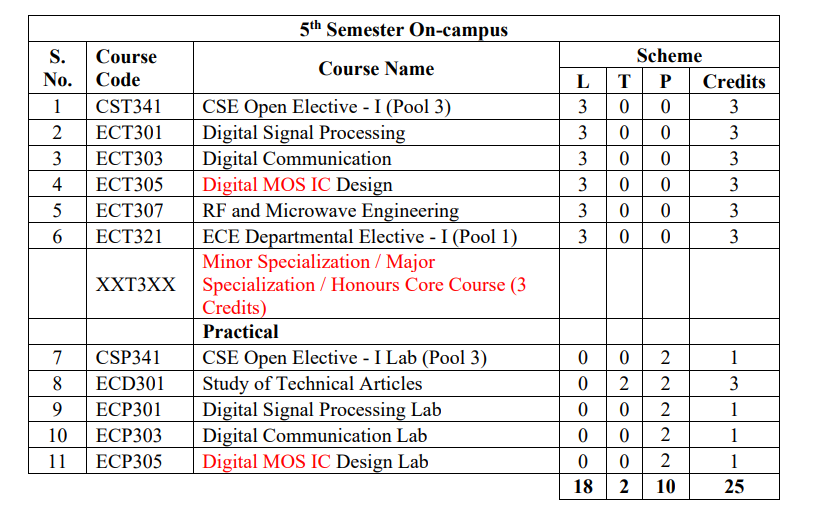 5th Semester On-campus
S. No. Course Code Course Name Scheme
L T P Credits
1 CST341 CSE Open Elective - I (Pool 3) 3 0 0 3
2 ECT301 Digital Signal Processing 3 0 0 3
3 ECT303 Digital Communication 3 0 0 3
4 ECT305 Digital MOS IC Design 3 0 0 3
5 ECT307 RF and Microwave Engineering 3 0 0 3
6 ECT321 ECE Departmental Elective - I (Pool 1) 3 0 0 3
Minor Specialization / Major
XXT3XX Specialization / Honours Core Course (3
Credits)
Practical
7 CSP341 CSE Open Elective - I Lab (Pool 3) 0 0 2 1
8 ECD301 Study of Technical Articles 0 2 2 3
9 ECP301 Digital Signal Processing Lab 0 0 2 1
10 ECP303 Digital Communication Lab 0 0 2 1
11 ECP305 Digital MOS IC Design Lab 0 0 2 1
18 2 10 25